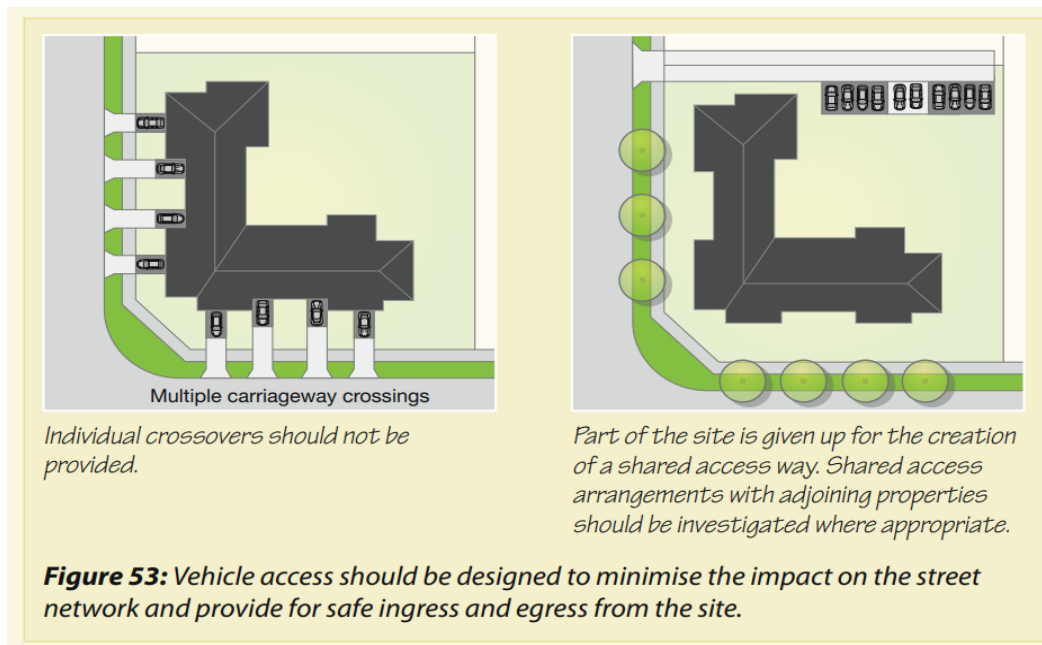 Multiple carriageway crossings
Individual crossovers should not be
provided.
Part of the site is given up for the creation
of a shared access way. Shared access
arrangements with adjoining properties
should be investigated where appropriate.
Figure 53: Vehicle access should be designed to minimise the impact on the street
network and provide for safe ingress and egress from the site.